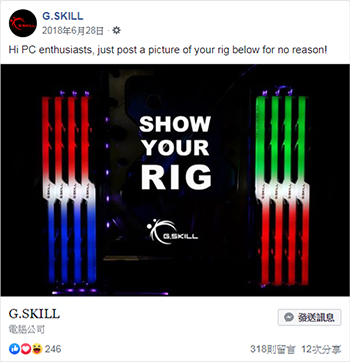 G.SKILL
2018年6月28日 ·
Hi PC enthusiasts, just post a picture of your rig below for no reason!
SHOW
YOUR
RIG
G.SKILL
G.SKILL
電腦公司
發送訊息
246
318則留言 12次分享